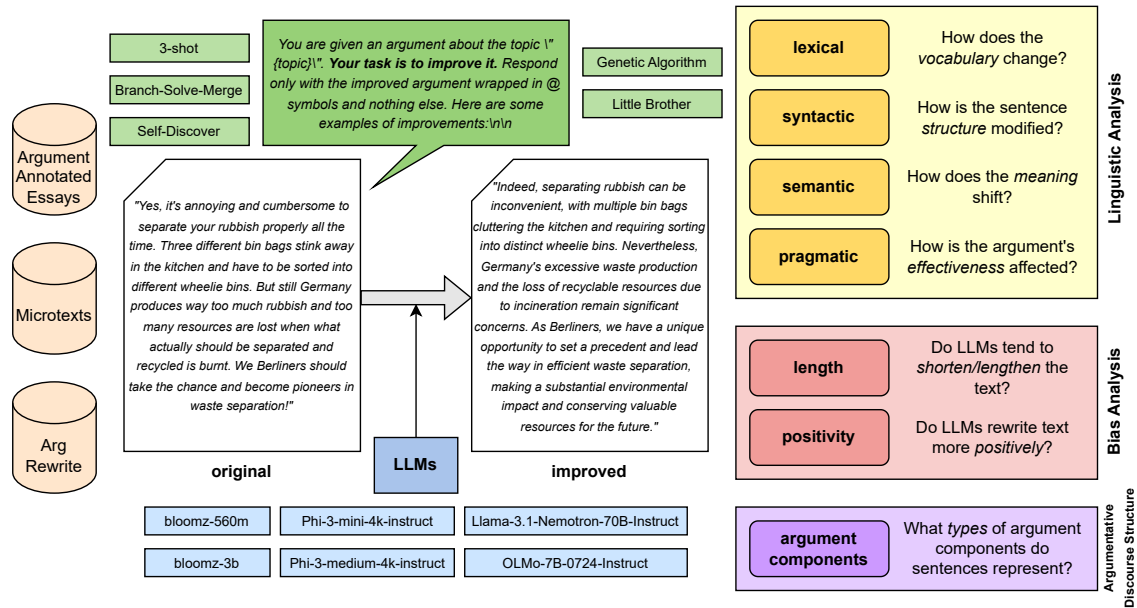 3-shot
Branch-Solve-Merge
Self-Discover
You are given an argument about the topic \"
{topic}\". Your task is to improve it. Respond
only with the improved argument wrapped in @
symbols and nothing else. Here are some
examples of improvements:\n\n
Genetic Algorithm
Little Brother
Argument
Annotated
Essays
Microtexts
Arg
Rewrite
"Yes, it's annoying and cumbersome to
separate your rubbish properly all the
time. Three different bin bags stink away
in the kitchen and have to be sorted into
different wheelie bins. But still Germany
produces way too much rubbish and too
many resources are lost when what
actually should be separated and
recycled is burnt. We Berliners should
take the chance and become pioneers in
waste separation!"
original
"Indeed, separating rubbish can be
inconvenient, with multiple bin bags
cluttering the kitchen and requiring sorting
into distinct wheelie bins. Nevertheless,
Germany's excessive waste production
and the loss of recyclable resources due
to incineration remain significant
concerns. As Berliners, we have a unique
opportunity to set a precedent and lead
the way in efficient waste separation,
making a substantial environmental
impact and conserving valuable
resources for the future."
improved
LLMs
bloomz-560m
Phi-3-mini-4k-instruct
Llama-3.1-Nemotron-70B-Instruct
bloomz-3b
Phi-3-medium-4k-instruct
OLMo-7B-0724-Instruct
lexical
How does the
vocabulary change?
syntactic
How is the sentence
structure modified?
semantic
How does the meaning
shift?
pragmatic
How is the argument's
effectiveness affected?
Linguistic Analysis
length
Do LLMs tend to
shorten/lengthen the
text?
positivity
Do LLMs rewrite text
more positively?
Bias Analysis
argument
components
What types of argument
components do
sentences represent?
Argumentative
Discourse Structure